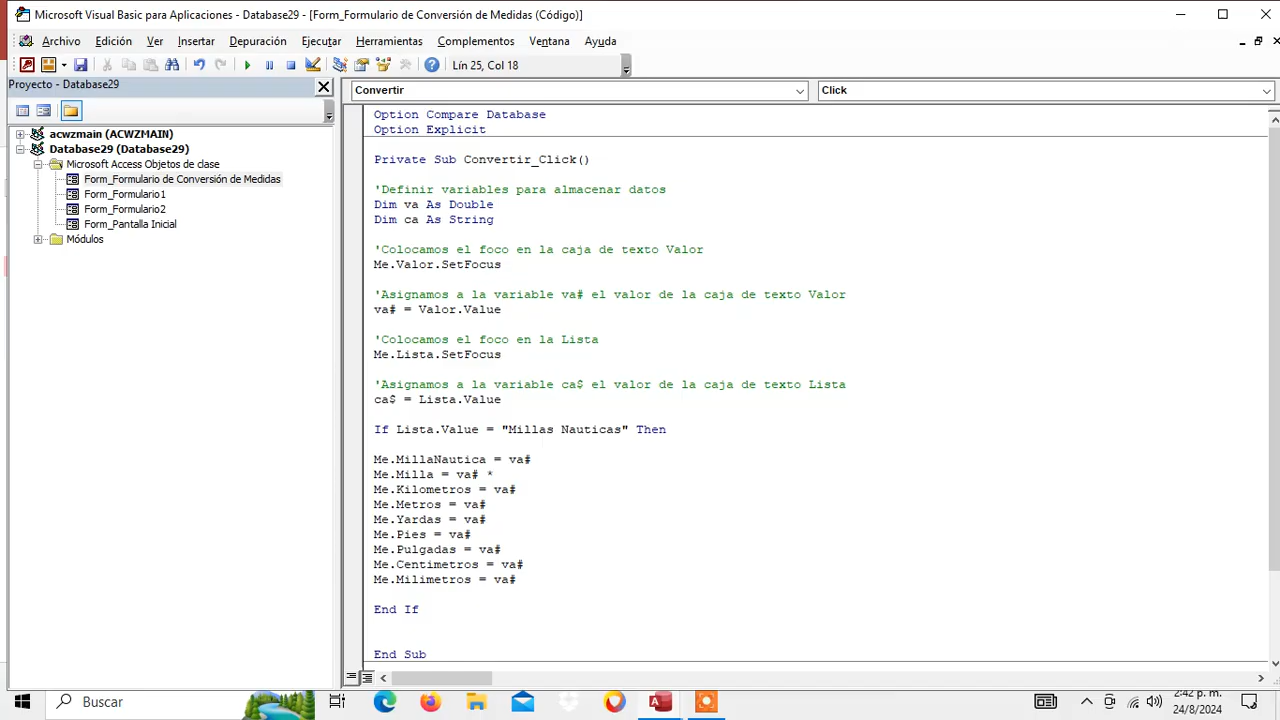 Microsoft Visual Basic para Aplicaciones - Database29 - [Form_Formulario de Conversión de Medidas (Código)]
Archivo Edición Ver Insertar Depuración Ejecutar Herramientas Complementos Ventana Ayuda
Lín 25, Col 18
Proyecto - Database29
acwzmain (ACWZMAIN)
Database29 (Database29)
Microsoft Access Objetos de clase
Form_Formulario de Conversión de Medidas
Form_Formulario1
Form_Formulario2
Form_Pantalla Inicial
Módulos
Convertir
Click
Option Compare Database
Option Explicit
Private Sub Convertir_Click()
'Definir variables para almacenar datos
Dim va As Double
Dim ca As String
'Colocamos el foco en la caja de texto Valor
Me.Valor.SetFocus
'Asignamos a la variable va# el valor de la caja de texto Valor
va# = Valor.Value
'Colocamos el foco en la Lista
Me.Lista.SetFocus
'Asignamos a la variable ca$ el valor de la caja de texto Lista
ca$ = Lista.Value
If Lista.Value = "Millas Nauticas" Then
Me.MillaNautica = va#
Me.Milla = va# *
Me.Kilometros = va#
Me.Metros = va#
Me.Yardas = va#
Me.Pies = va#
Me.Pulgadas = va#
Me.Centimetros = va#
Me.Milimetros = va#
End If
End Sub
Buscar
2:42 p. m.
24/8/2024